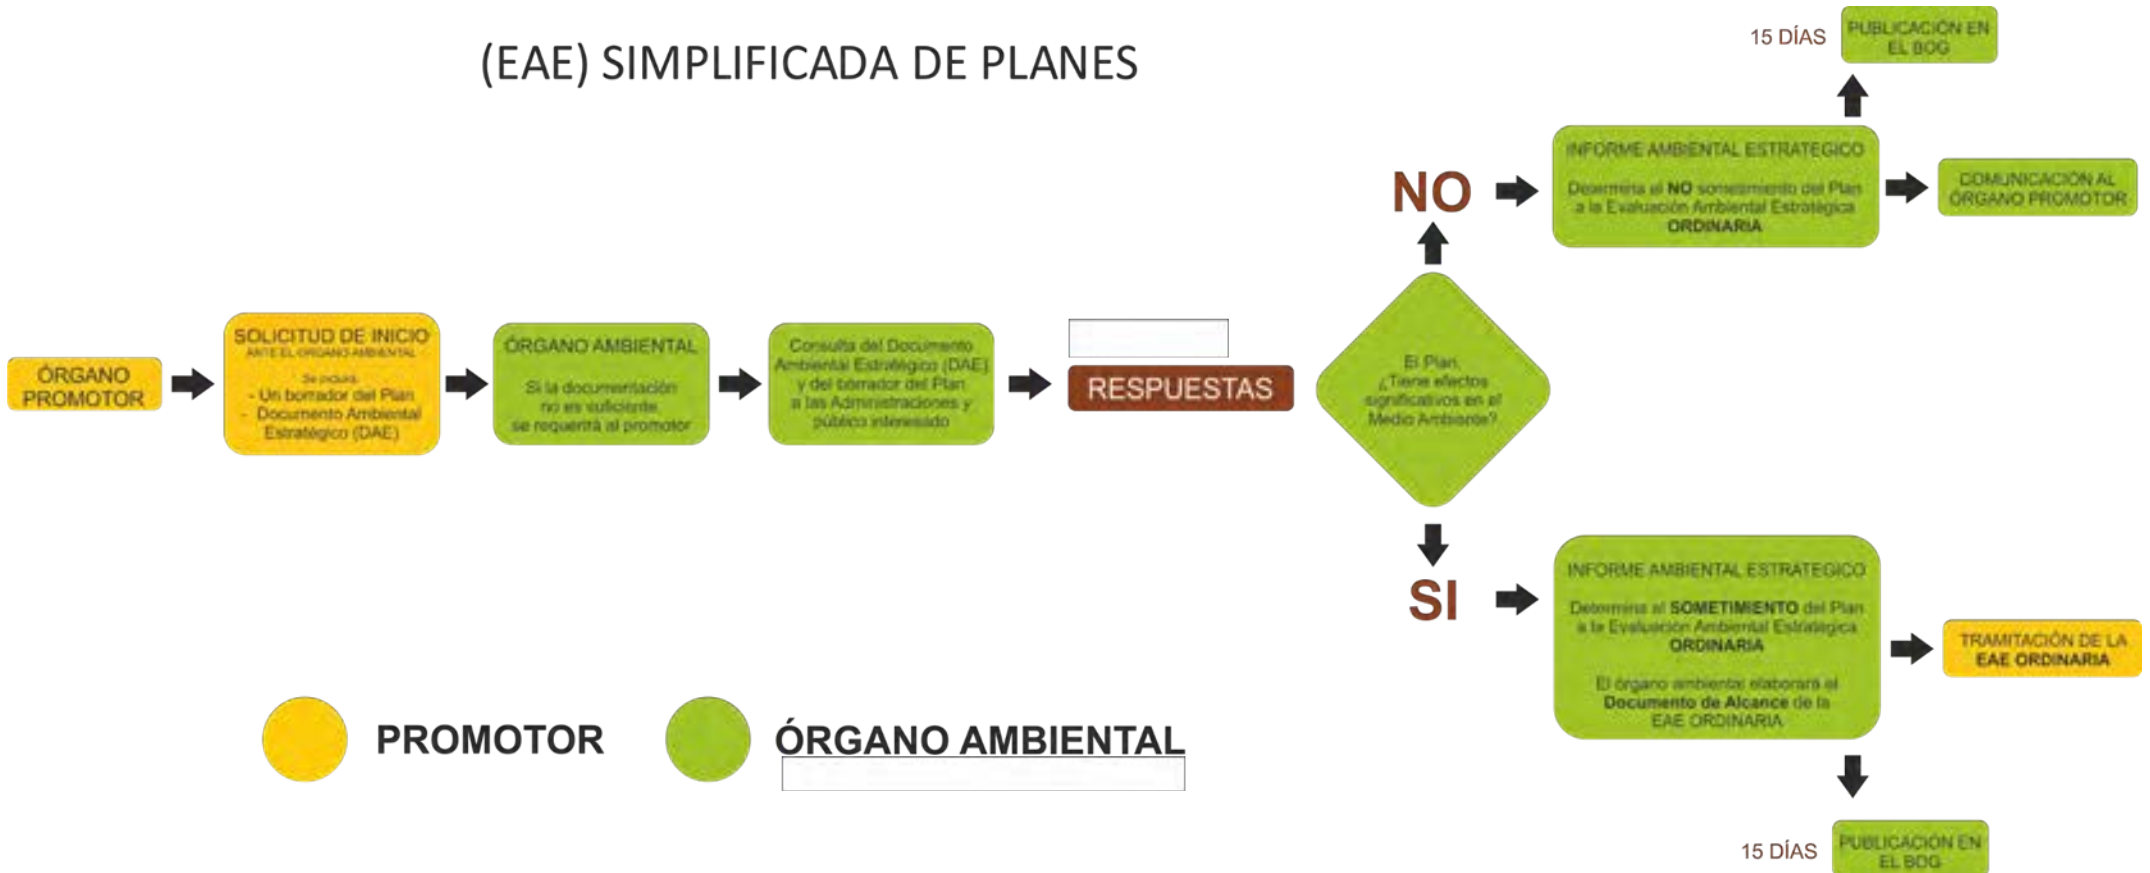 (EAE) SIMPLIFICADA DE PLANES
ÓRGANO
PROMOTOR
SOLICITUD DE INICIO
ANTE EL ÓRGANO AMBIENTAL
Se incluirá:
- Un borrador del Plan
- Documento Ambiental
Estratégico (DAE)
ÓRGANO AMBIENTAL
Si la documentación
no es suficiente
se requerirá al promotor
Consulta del Documento
Ambiental Estratégico (DAE)
y del borrador del Plan
a las Administraciones y
público interesado
RESPUESTAS
El Plan,
¿Tiene efectos
significativos en el
Medio Ambiente?
NO
INFORME AMBIENTAL ESTRATEGICO
Determina el NO sometimiento del Plan
a la Evaluación Ambiental Estratégica
ORDINARIA
15 DÍAS
PUBLICACIÓN EN
EL BOG
COMUNICACIÓN AL
ÓRGANO PROMOTOR
SI
INFORME AMBIENTAL ESTRATEGICO
Determina el SOMETIMIENTO del Plan
a la Evaluación Ambiental Estratégica
ORDINARIA
El órgano ambiental elaborará el
Documento de Alcance de la
EAE ORDINARIA
TRAMITACIÓN DE LA
EAE ORDINARIA
15 DÍAS
PUBLICACIÓN EN
EL BOG
PROMOTOR
ÓRGANO AMBIENTAL